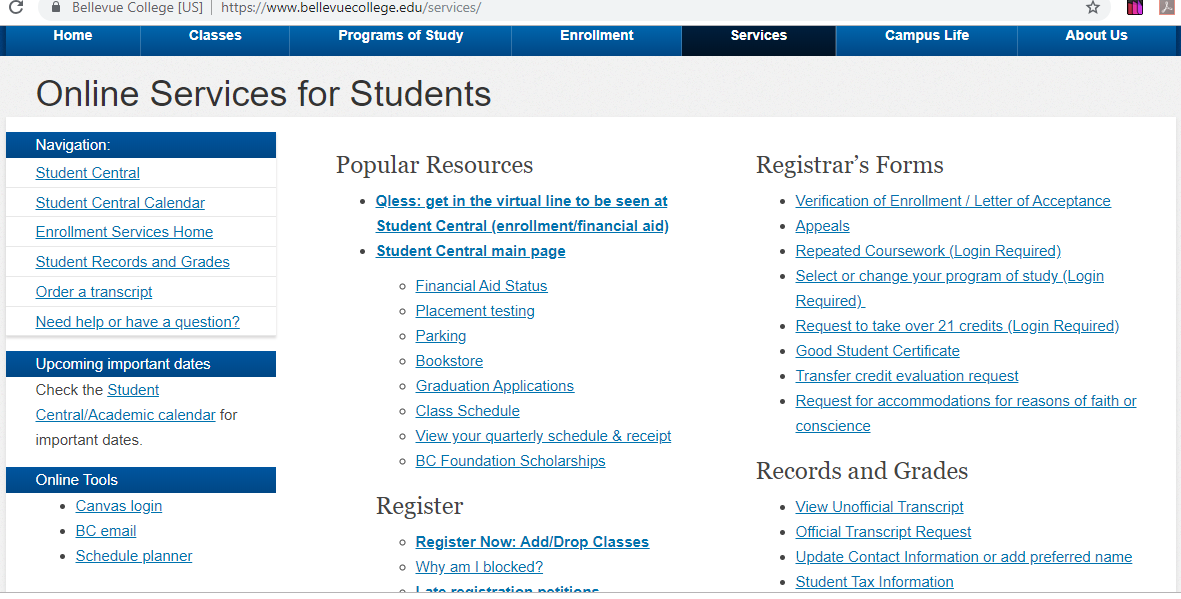 Bellevue College [US] | https://www.bellevuecollege.edu/services/
Home Classes Programs of Study Enrollment Services Campus Life About Us
Online Services for Students
Navigation:
Student Central
Student Central Calendar
Enrollment Services Home
Student Records and Grades
Order a transcript
Need help or have a question?
Upcoming important dates
Check the Student
Central/Academic calendar for
important dates.
Online Tools
Canvas login
BC email
Schedule planner
Popular Resources
Qless: get in the virtual line to be seen at
Student Central (enrollment/financial aid)
Student Central main page
Financial Aid Status
Placement testing
Parking
Bookstore
Graduation Applications
Class Schedule
View your quarterly schedule & receipt
BC Foundation Scholarships
Register
Register Now: Add/Drop Classes
Why am I blocked?
Late registration petitions
Registrar’s Forms
Verification of Enrollment / Letter of Acceptance
Appeals
Repeated Coursework (Login Required)
Select or change your program of study (Login
Required)
Request to take over 21 credits (Login Required)
Good Student Certificate
Transfer credit evaluation request
Request for accommodations for reasons of faith or
conscience
Records and Grades
View Unofficial Transcript
Official Transcript Request
Update Contact Information or add preferred name
Student Tax Information